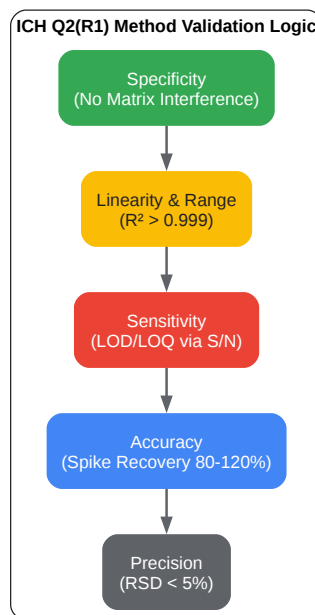 ICH Q2(R1) Method Validation Logic
Specificity
(No Matrix Interference)
Linearity & Range
(R² > 0.999)
Sensitivity
(LOD/LOQ via S/N)
Accuracy
(Spike Recovery 80-120%)
Precision
(RSD < 5%)